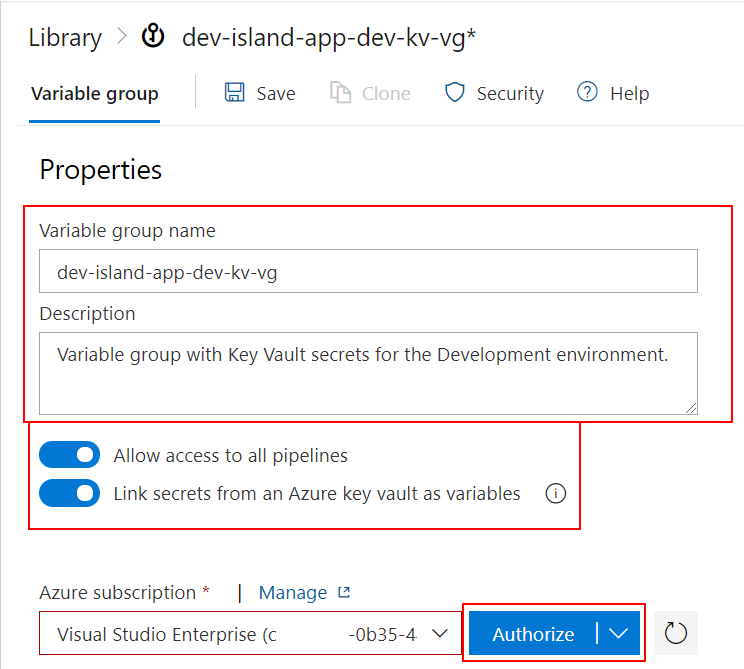 Library > dev-island-app-dev-kv-vg*
Variable group Save Clone Security Help
Properties
Variable group name
dev-island-app-dev-kv-vg
Description
Variable group with Key Vault secrets for the Development environment.
Allow access to all pipelines
Link secrets from an Azure key vault as variables
Azure subscription * | Manage
Visual Studio Enterprise (c -0b35-4 Authorize